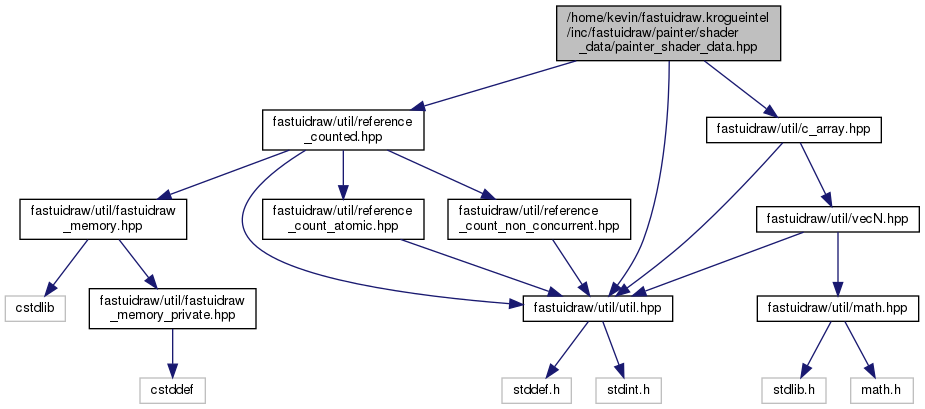 /home/kevin/fastuidraw.krogueintel
/inc/fastuidraw/painter/shader
_data/painter_shader_data.hpp
fastuidraw/util/reference
_counted.hpp
fastuidraw/util/c_array.hpp
fastuidraw/util/fastuidraw
_memory.hpp
fastuidraw/util/reference
_count_atomic.hpp
fastuidraw/util/reference
_count_non_concurrent.hpp
fastuidraw/util/vecN.hpp
cstdlib
fastuidraw/util/fastuidraw
_memory_private.hpp
fastuidraw/util/util.hpp
fastuidraw/util/math.hpp
cstddef
stddef.h
stdint.h
stdlib.h
math.h